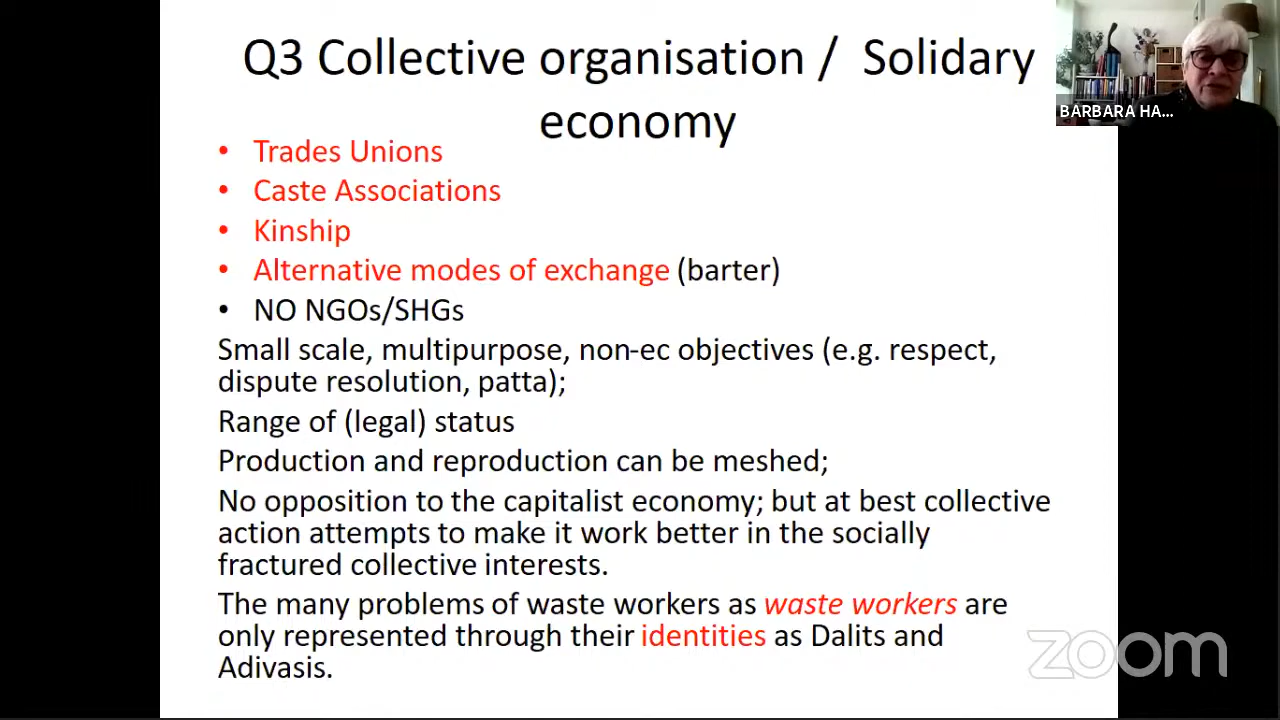 Q3 Collective organisation / Solidary
economy
• Trades Unions
• Caste Associations
• Kinship
• Alternative modes of exchange (barter)
• NO NGOs/SHGs
Small scale, multipurpose, non-ec objectives (e.g. respect,
dispute resolution, patta);
Range of (legal) status
Production and reproduction can be meshed;
No opposition to the capitalist economy; but at best collective
action attempts to make it work better in the socially
fractured collective interests.
The many problems of waste workers as waste workers are
only represented through their identities as Dalits and
Adivasis.
BARBARA HA...
zoom